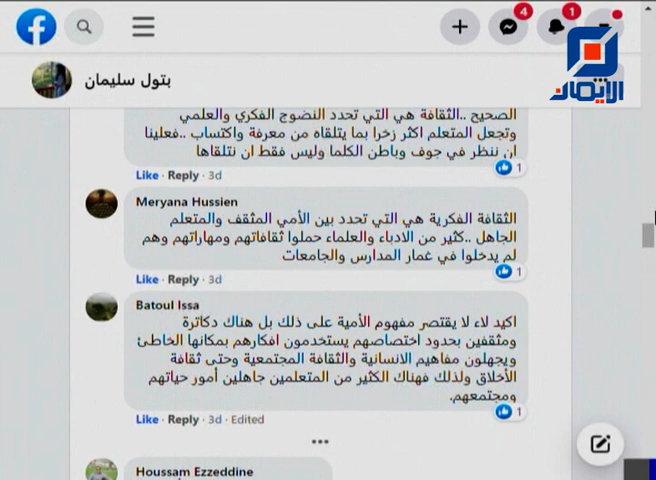 4
1
بتول سليمان
الإيمان
الصحيح ..الثقافة هي التي تحدد النضوج الفكري والعلمي
وتجعل المتعلم اكثر زخرا بما يتلقاه من معرفة واكتساب ..فعلينا
ان ننظر في جوف وباطن الكلما وليس فقط ان نتلقاها
Like · Reply · 3d
1
Meryana Hussien
الثقافة الفكرية هي التي تحدد بين الأمي المثقف والمتعلم
الجاهل ..كثير من الادباء والعلماء حملوا ثقافاتهم ومهاراتهم وهم
لم يدخلوا في غمار المدارس والجامعات
Like · Reply · 3d
1
Batoul Issa
اكيد لاء لا يقتصر مفهوم الأمية على ذلك بل هناك دكاترة
ومثقفين بحدود اختصاصهم يستخدمون افكارهم بمكانها الخاطئ
ويجهلون مفاهيم الانسانية والثقافة المجتمعية وحتى ثقافة
الأخلاق ولذلك فهناك الكثير من المتعلمين جاهلين أمور حياتهم
ومجتمعهم.
Like · Reply · 3d · Edited
1
Houssam Ezzeddine